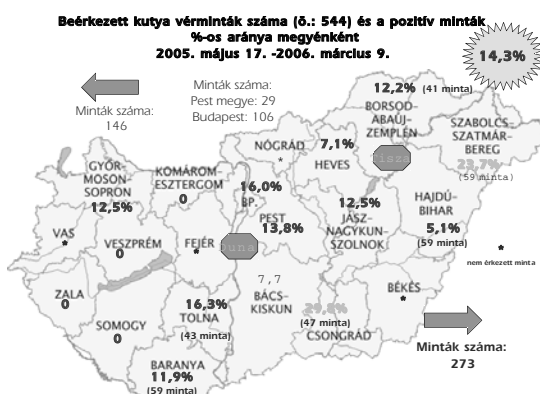 Beérkezett kutya vérminták száma (ö.: 544) és a pozitív minták
%-os aránya megyénként
2005. május 17. -2006. március 9.
14,3%
Minták száma:
146
Minták száma:
Pest megye: 29
Budapest: 106
12,2% (41 minta)
BORSOD-
ABAÚJ-
ZEMPLÉN
SZABOLCS-
SZATMÁR-
BEREG
23,7%
(59 minta)
NÓGRÁD
*
7,1%
HEVES
Tisza
GYŐR-
MOSON-
SOPRON
12,5%
KOMÁROM
ESZTERGOM
0
16,0%
BP.
PEST
13,8%
12,5%
JÁSZ-
NAGYKUN-
SZOLNOK
HAJDÚ-
BIHAR
5,1%
(59 minta)
*
nem érkezett minta
VAS
*
VESZPRÉM
0
FEJÉR
*
Duna
ZALA
0
SOMOGY
0
16,3%
TOLNA
(43 minta)
7,7
BÁCS-
KISKUN
29,8%
(47 minta)
CSONGRÁD
BÉKÉS
*
BARANYA
11,9%
(59 minta)
Minták száma:
273